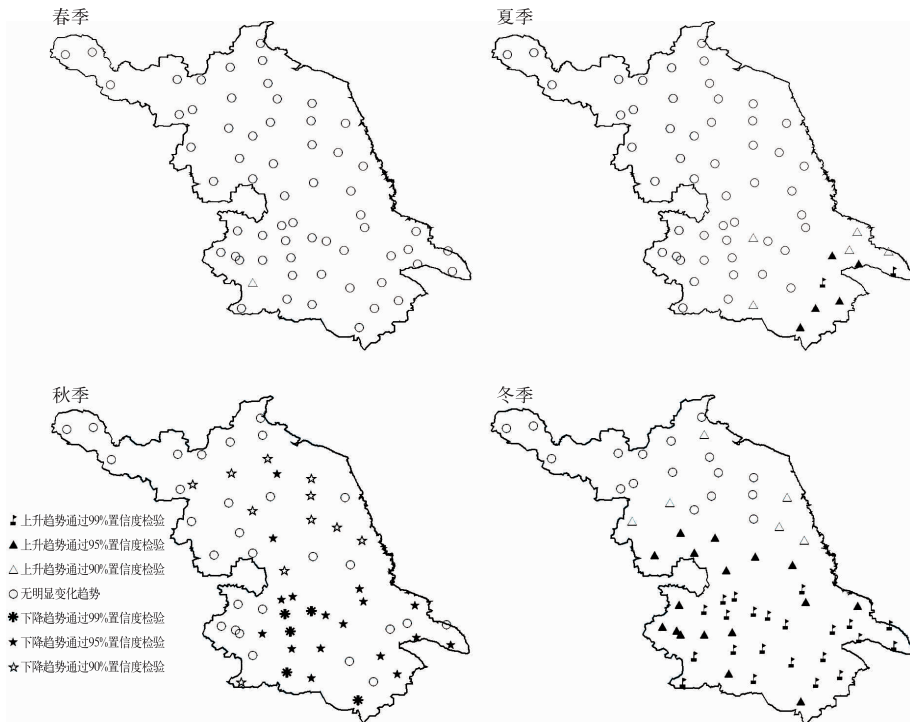 春季
夏季
秋季
冬季
上升趋势通过99%置信度检验
上升趋势通过95%置信度检验
上升趋势通过90%置信度检验
无明显变化趋势
下降趋势通过99%置信度检验
下降趋势通过95%置信度检验
下降趋势通过90%置信度检验